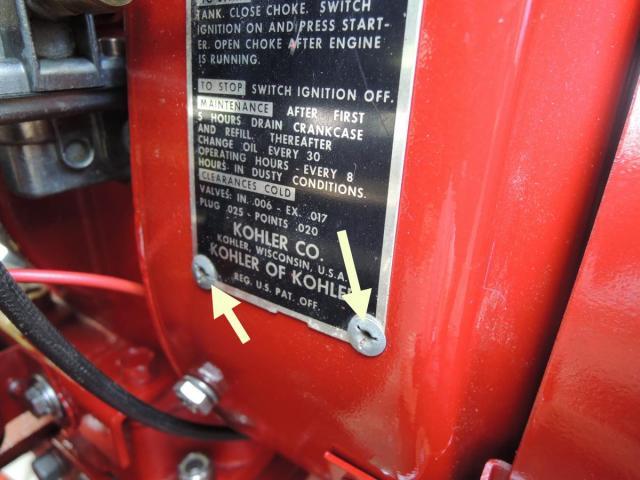 TANK. CLOSE CHOKE. SWITCH
IGNITION ON AND PRESS START-
ER. OPEN CHOKE AFTER ENGINE
IS RUNNING.
TO STOP SWITCH IGNITION OFF.
MAINTENANCE AFTER FIRST
5 HOURS DRAIN CRANKCASE
AND REFILL. THEREAFTER
CHANGE OIL EVERY 30
OPERATING HOURS - EVERY 8
HOURS IN DUSTY CONDITIONS.
CLEARANCES COLD
VALVES: IN. .006 - EX. .017
PLUG .025 - POINTS .020
KOHLER CO.
KOHLER, WISCONSIN, U.S.A.
KOHLER OF KOHLER
REG. U.S. PAT. OFF.